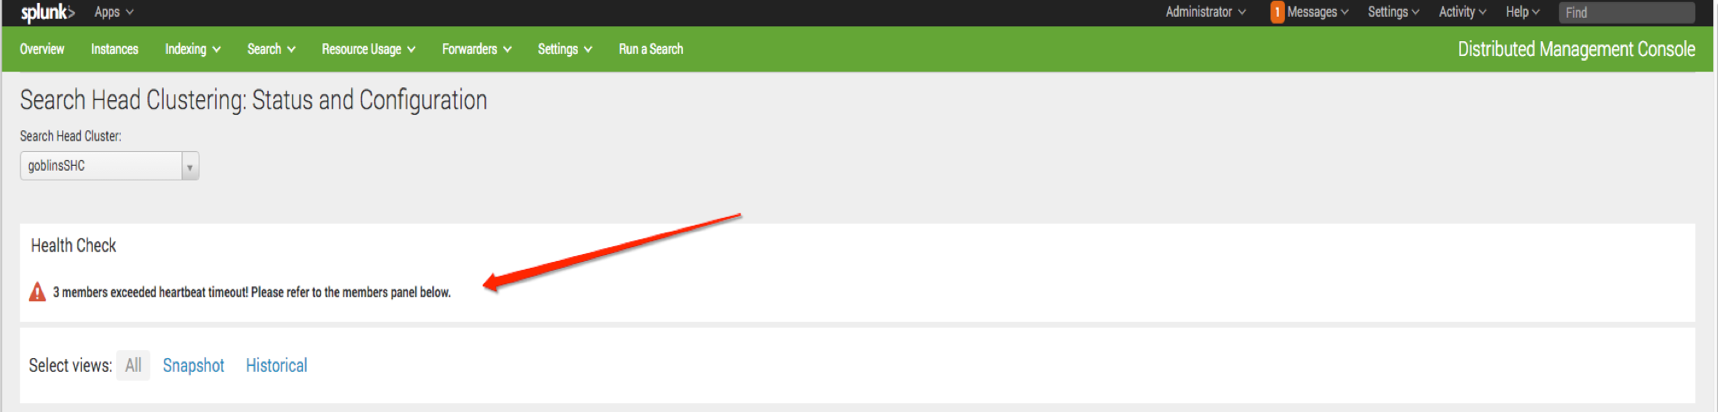 splunk> Apps Administrator 1 Messages Settings Activity Help Find
Overview Instances Indexing Search Resource Usage Forwarders Settings Run a Search Distributed Management Console
Search Head Clustering: Status and Configuration
Search Head Cluster:
goblinsSHC
Health Check
3 members exceeded heartbeat timeout! Please refer to the members panel below.
Select views: All Snapshot Historical